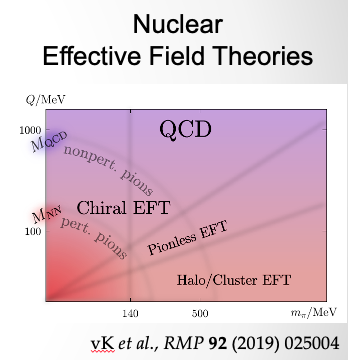 Nuclear
Effective Field Theories
Q/MeV
1000
M_QCD
QCD
nonpert. pions
Chiral EFT
M_NN
pert. pions
100
Pionless EFT
Halo/Cluster EFT
140
500
m_π/MeV
vK et al., RMP 92 (2019) 025004